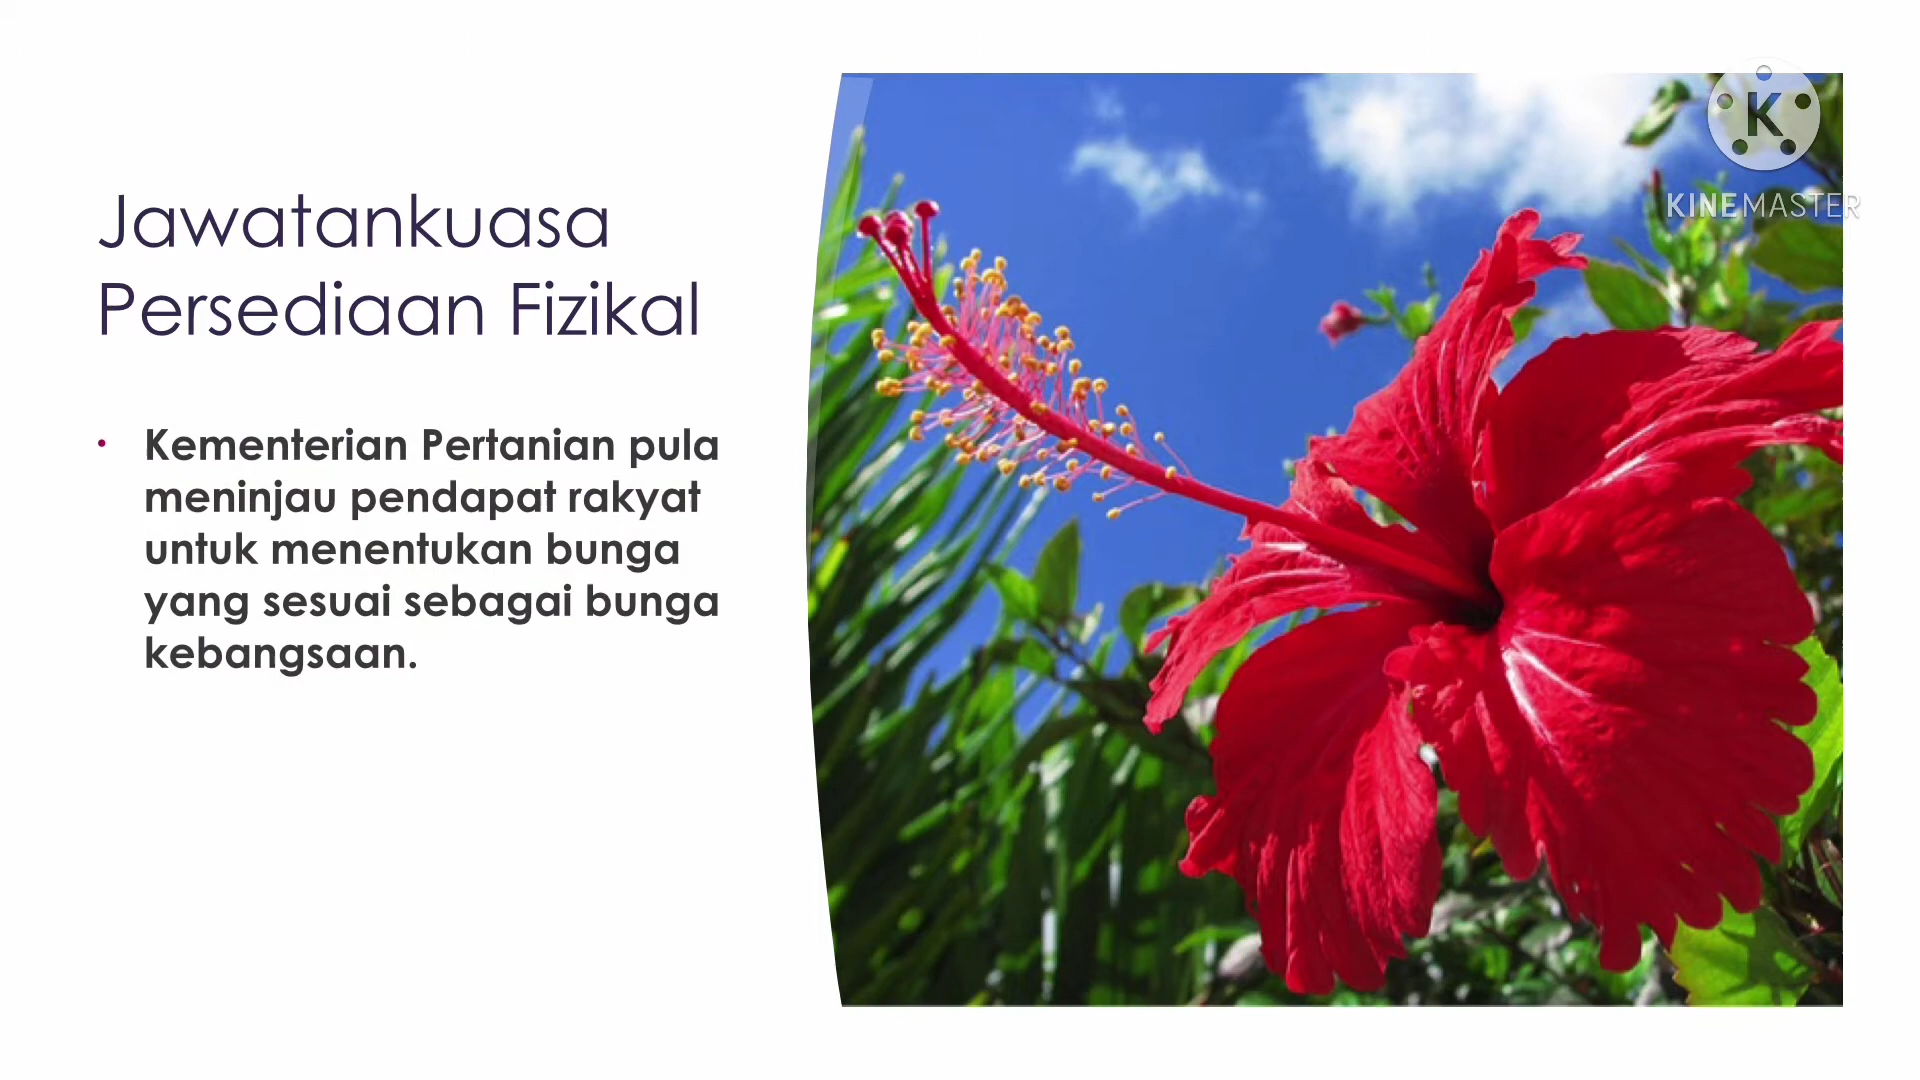 Jawatankuasa
Persediaan Fizikal
• Kementerian Pertanian pula
meninjau pendapat rakyat
untuk menentukan bunga
yang sesuai sebagai bunga
kebangsaan.
K
KINEMASTER